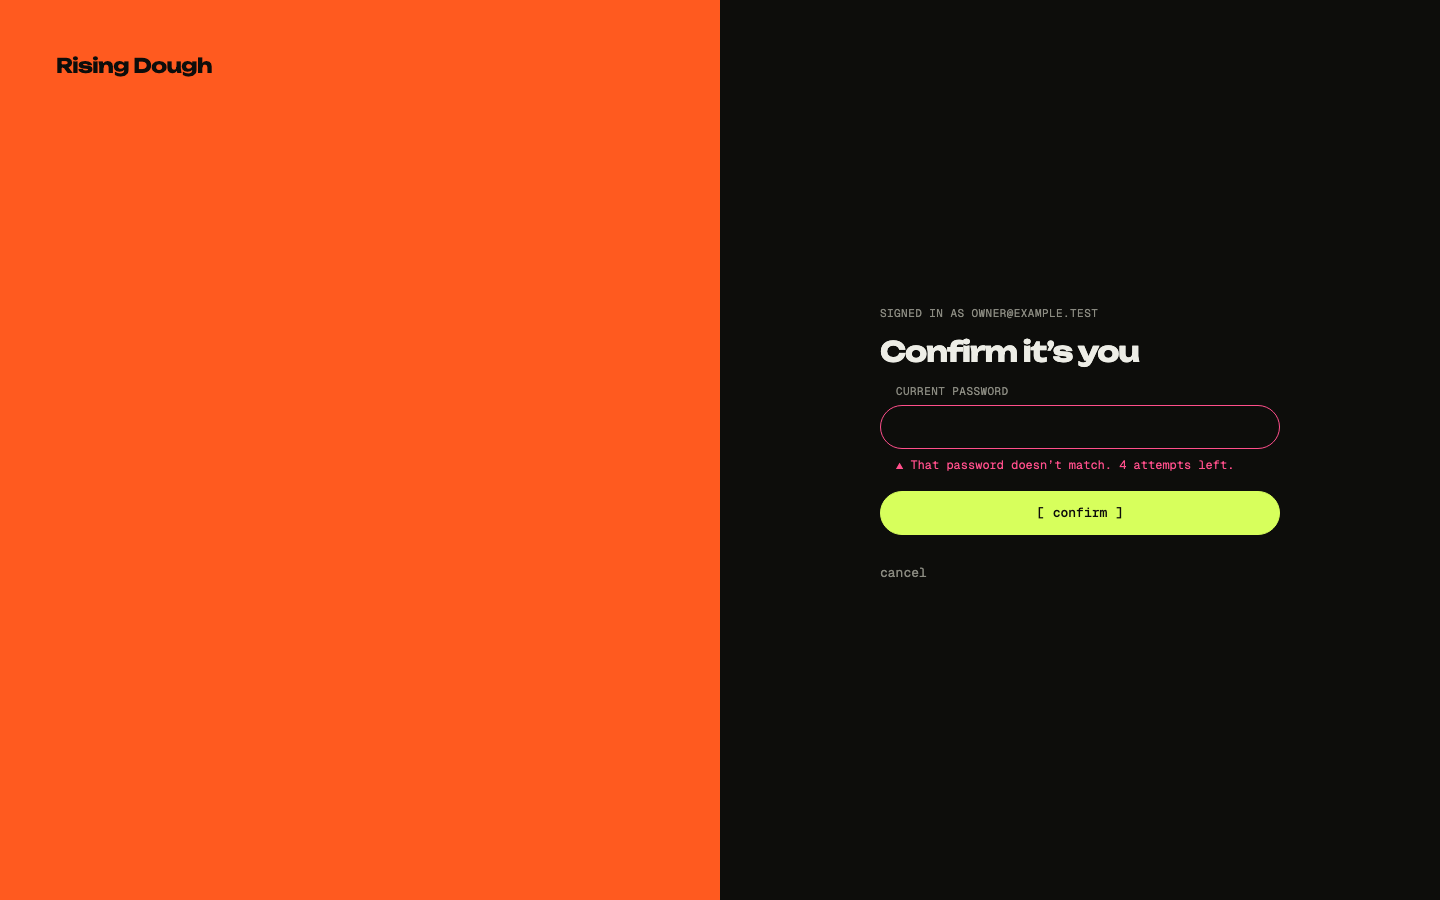 Rising Dough
SIGNED IN AS OWNER@EXAMPLE.TEST
Confirm it’s you
CURRENT PASSWORD
▲ That password doesn’t match. 4 attempts left.
[ confirm ]
cancel